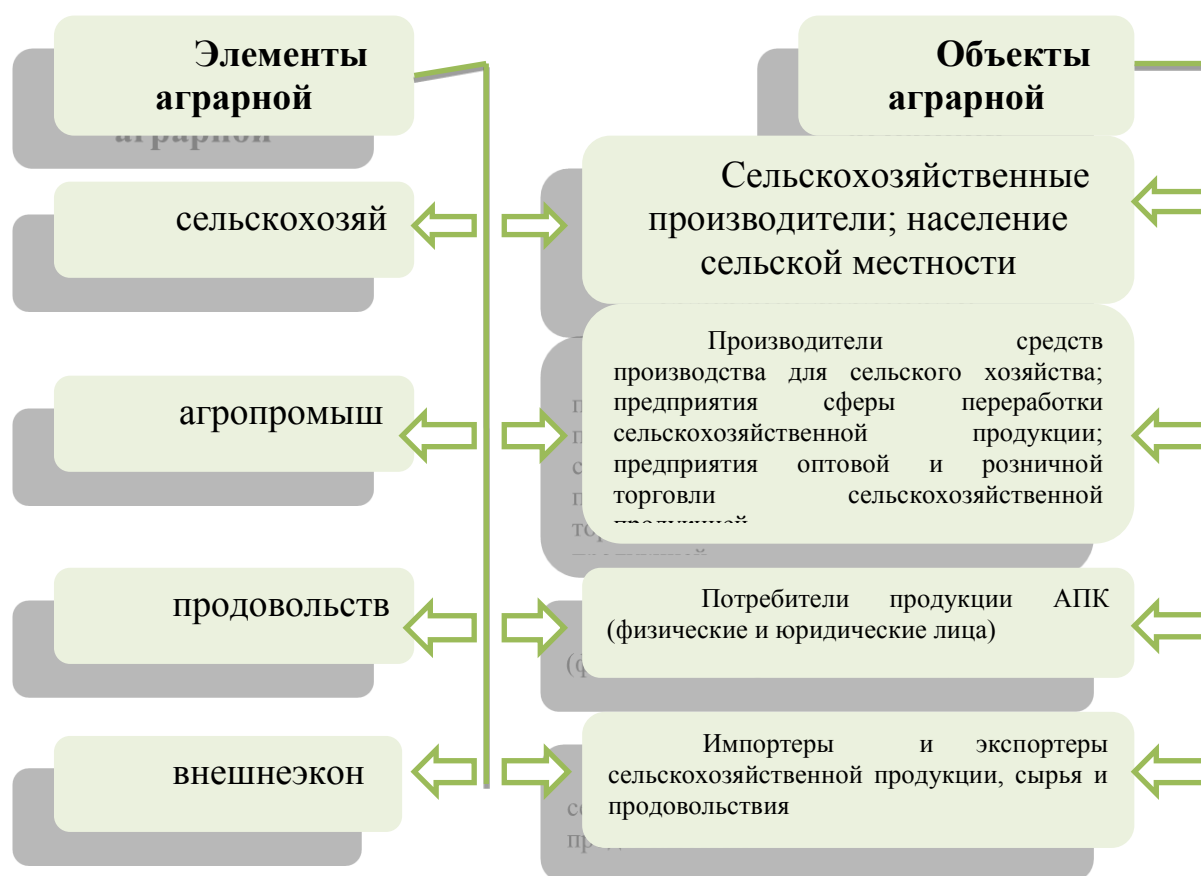 Элементы
аграрной
сельскохозяй
агропромыш
продовольств
внешнеэкон
Объекты
аграрной
Сельскохозяйственные
производители; население
сельской местности
Производители средств
производства для сельского хозяйства;
предприятия сферы переработки
сельскохозяйственной продукции;
предприятия оптовой и розничной
торговли сельскохозяйственной
продукцией
Потребители продукции АПК
(физические и юридические лица)
Импортеры и экспортеры
сельскохозяйственной продукции, сырья и
продовольствия